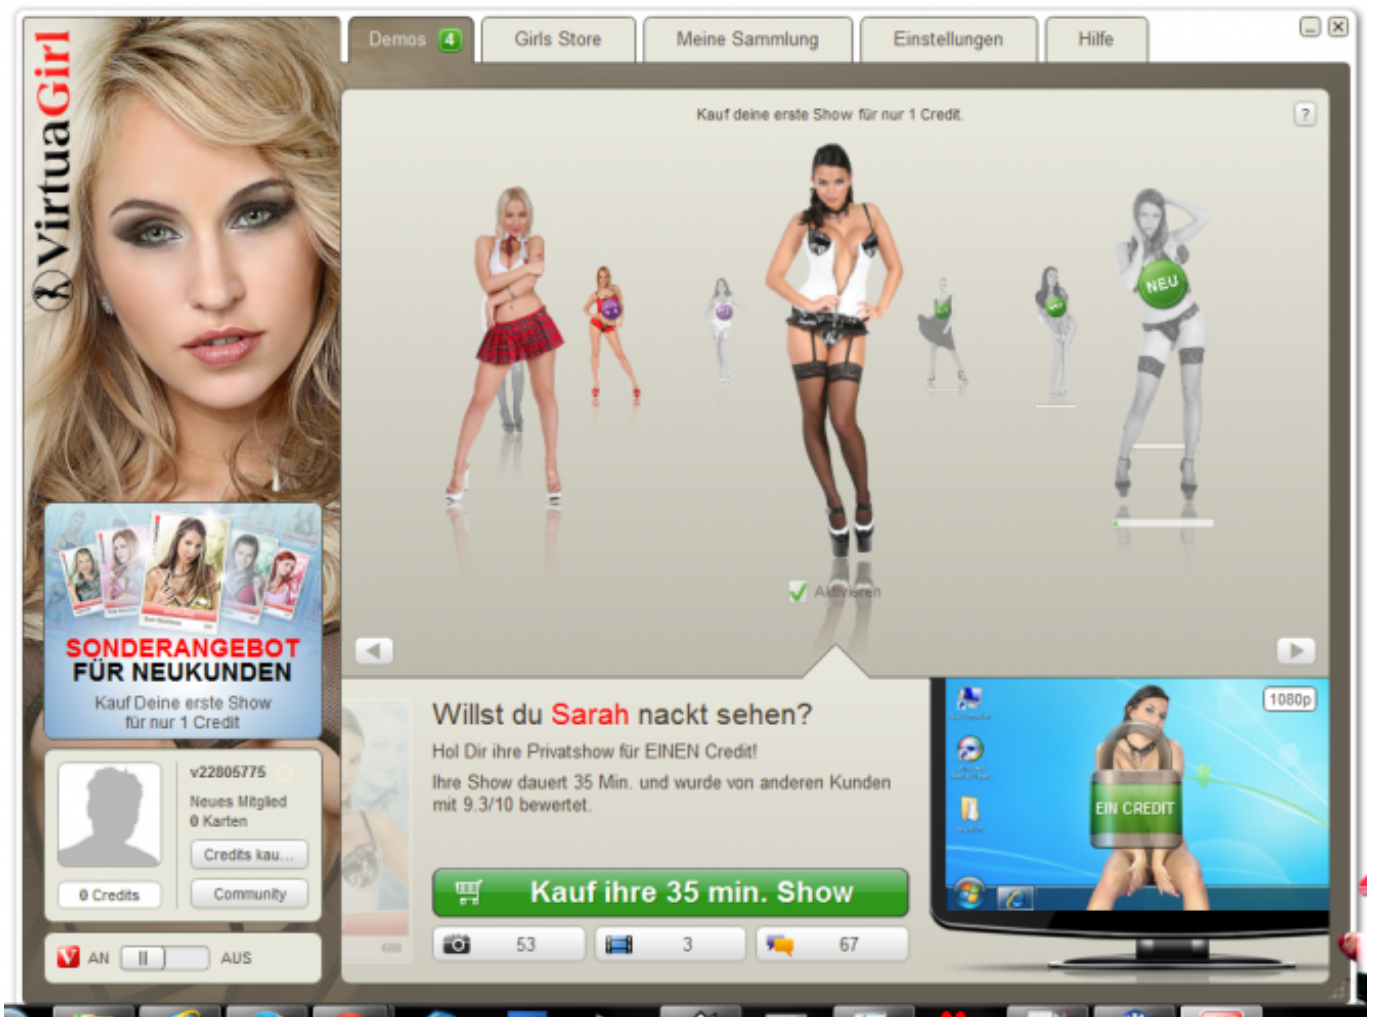 VirtuaGirl
Demos 4
Girls Store
Meine Sammlung
Einstellungen
Hilfe
Kauf deine erste Show für nur 1 Credit.
?
NEU
Aktivieren
SONDERANGEBOT
FÜR NEUKUNDEN
Kauf Deine erste Show
für nur 1 Credit
v22805775
Neues Mitglied
0 Karten
Credits kau...
0 Credits
Community
V AN
AUS
Willst du Sarah nackt sehen?
Hol Dir ihre Privatshow für EINEN Credit!
Ihre Show dauert 35 Min. und wurde von anderen Kunden
mit 9.3/10 bewertet.
Kauf ihre 35 min. Show
53
3
67
1080p
EIN CREDIT